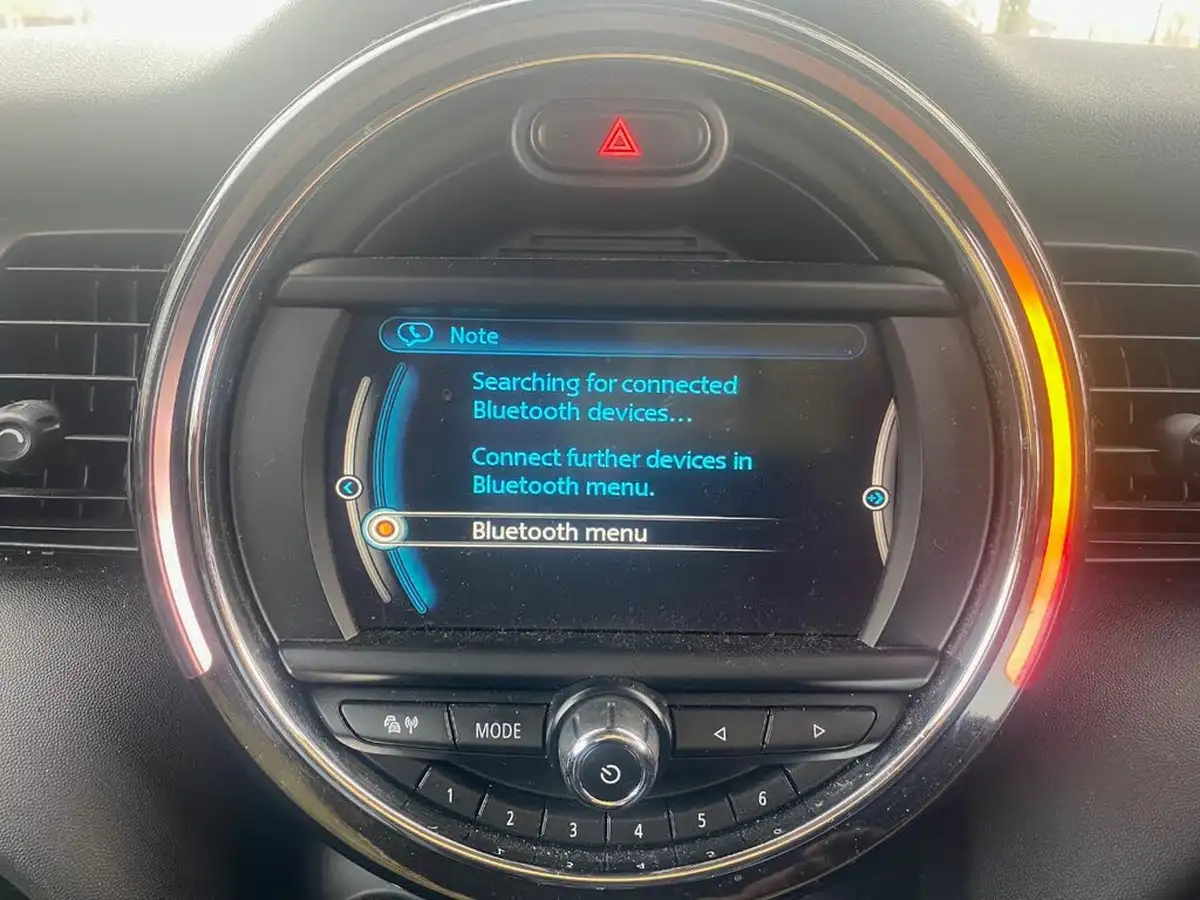 Note
Searching for connected
Bluetooth devices...
Connect further devices in
Bluetooth menu.
Bluetooth menu
MODE
1
2
3
4
5
6